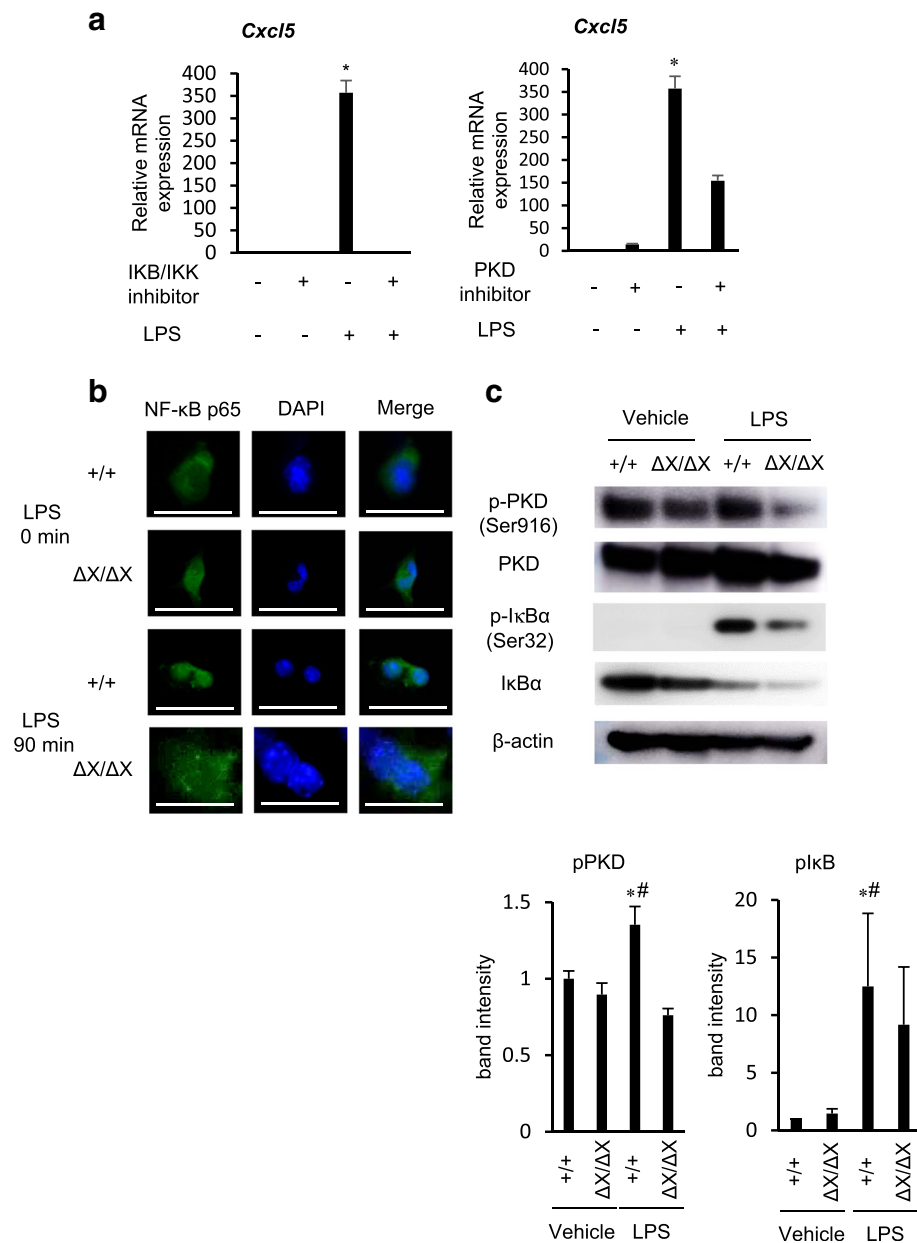 a
Cxcl5
Relative mRNA
expression
400
350
300
250
200
150
100
50
0
IKB/IKK
inhibitor
- + - +
LPS
- - + +
*
Cxcl5
Relative mRNA
expression
400
350
300
250
200
150
100
50
0
PKD
inhibitor
- + - +
LPS
- - + +
*
b
NF-κB p65 DAPI Merge
LPS
0 min
+/+
ΔX/ΔX
LPS
90 min
+/+
ΔX/ΔX
c
Vehicle LPS
+/+ ΔX/ΔX +/+ ΔX/ΔX
p-PKD
(Ser916)
PKD
p-IκBα
(Ser32)
IκBα
β-actin
pPKD
*#
band intensity
1.5
1
0.5
0
+/+ ΔX/ΔX +/+ ΔX/ΔX
Vehicle LPS
pIκB
*#
band intensity
20
15
10
5
0
+/+ ΔX/ΔX +/+ ΔX/ΔX
Vehicle LPS